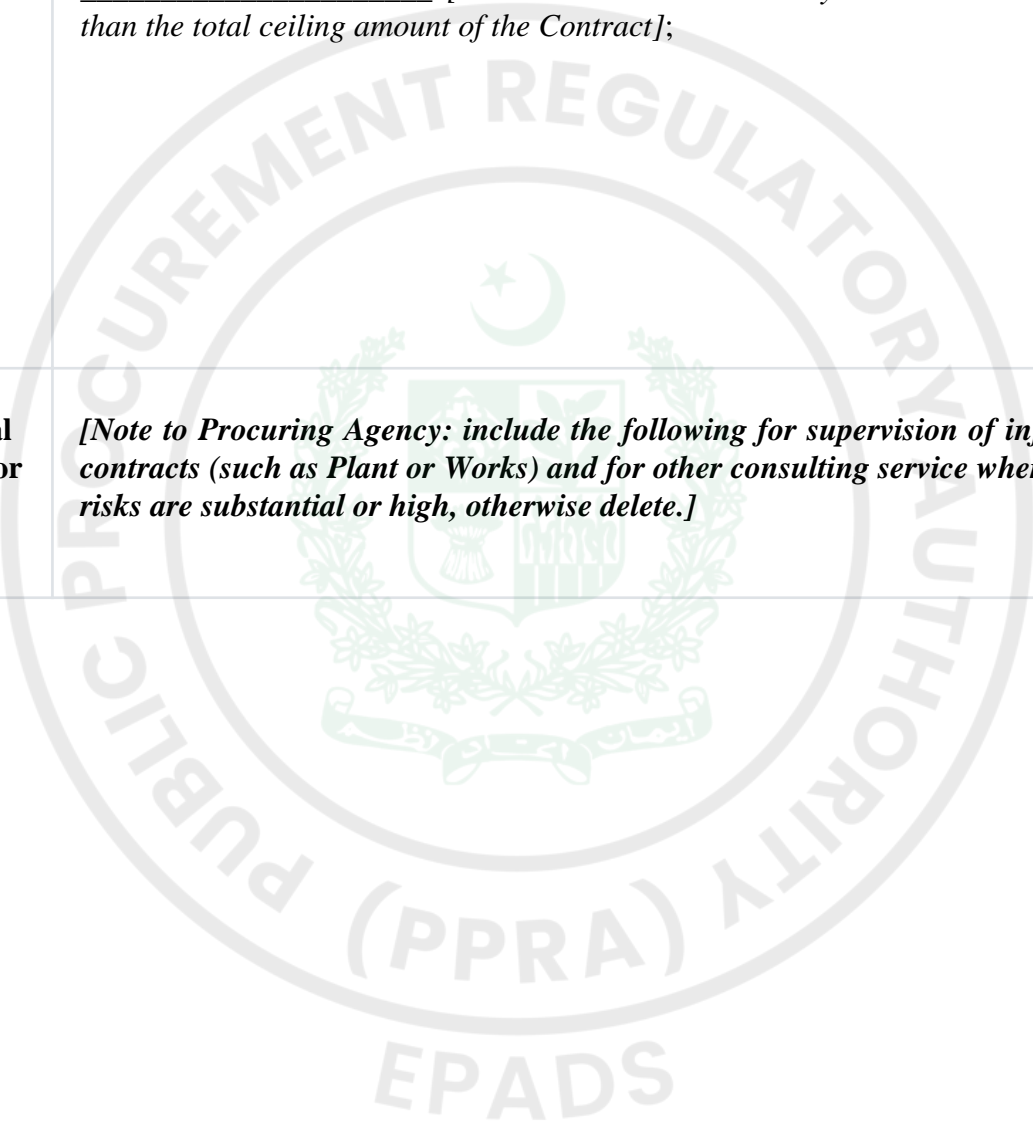 than the total ceiling amount of the Contract];
[Note to Procuring Agency: include the following for supervision of
contracts (such as Plant or Works) and for other consulting service
risks are substantial or high, otherwise delete.]
or
PUBLIC PROCUREMENT REGULATORY AUTHORITY
(PPRA)
EPADS